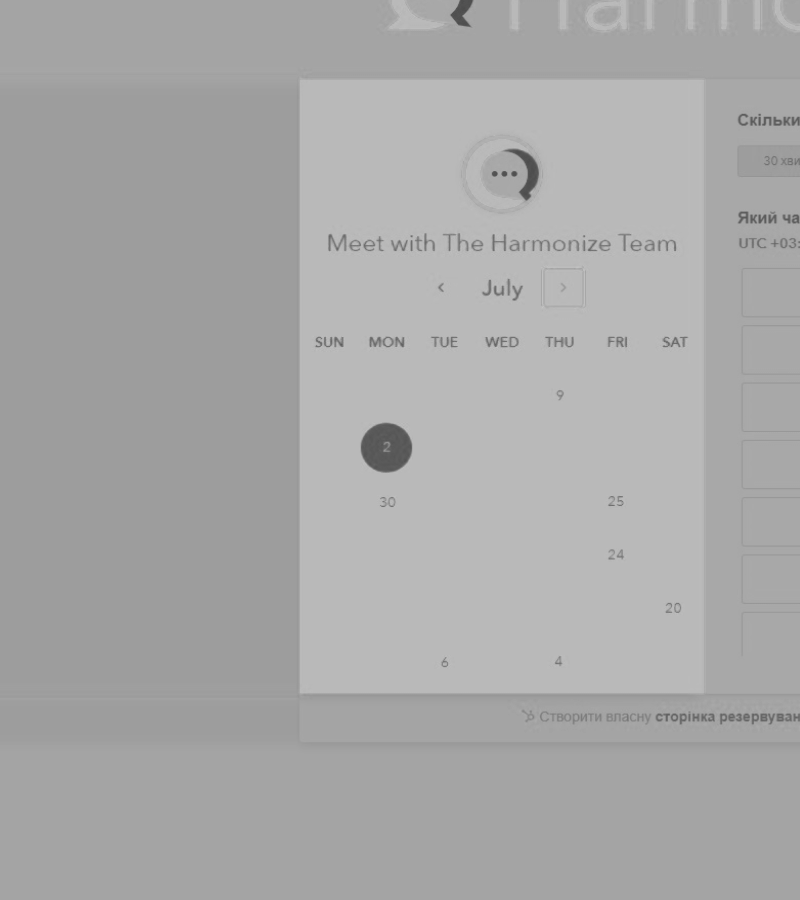 Harmo
Meet with The Harmonize Team
July
SUN MON TUE WED THU FRI SAT
9
2
30 25
24
20
6 4
Скільки
30 хви
Який ча
UTC +03:
Створити власну сторінка резервуван